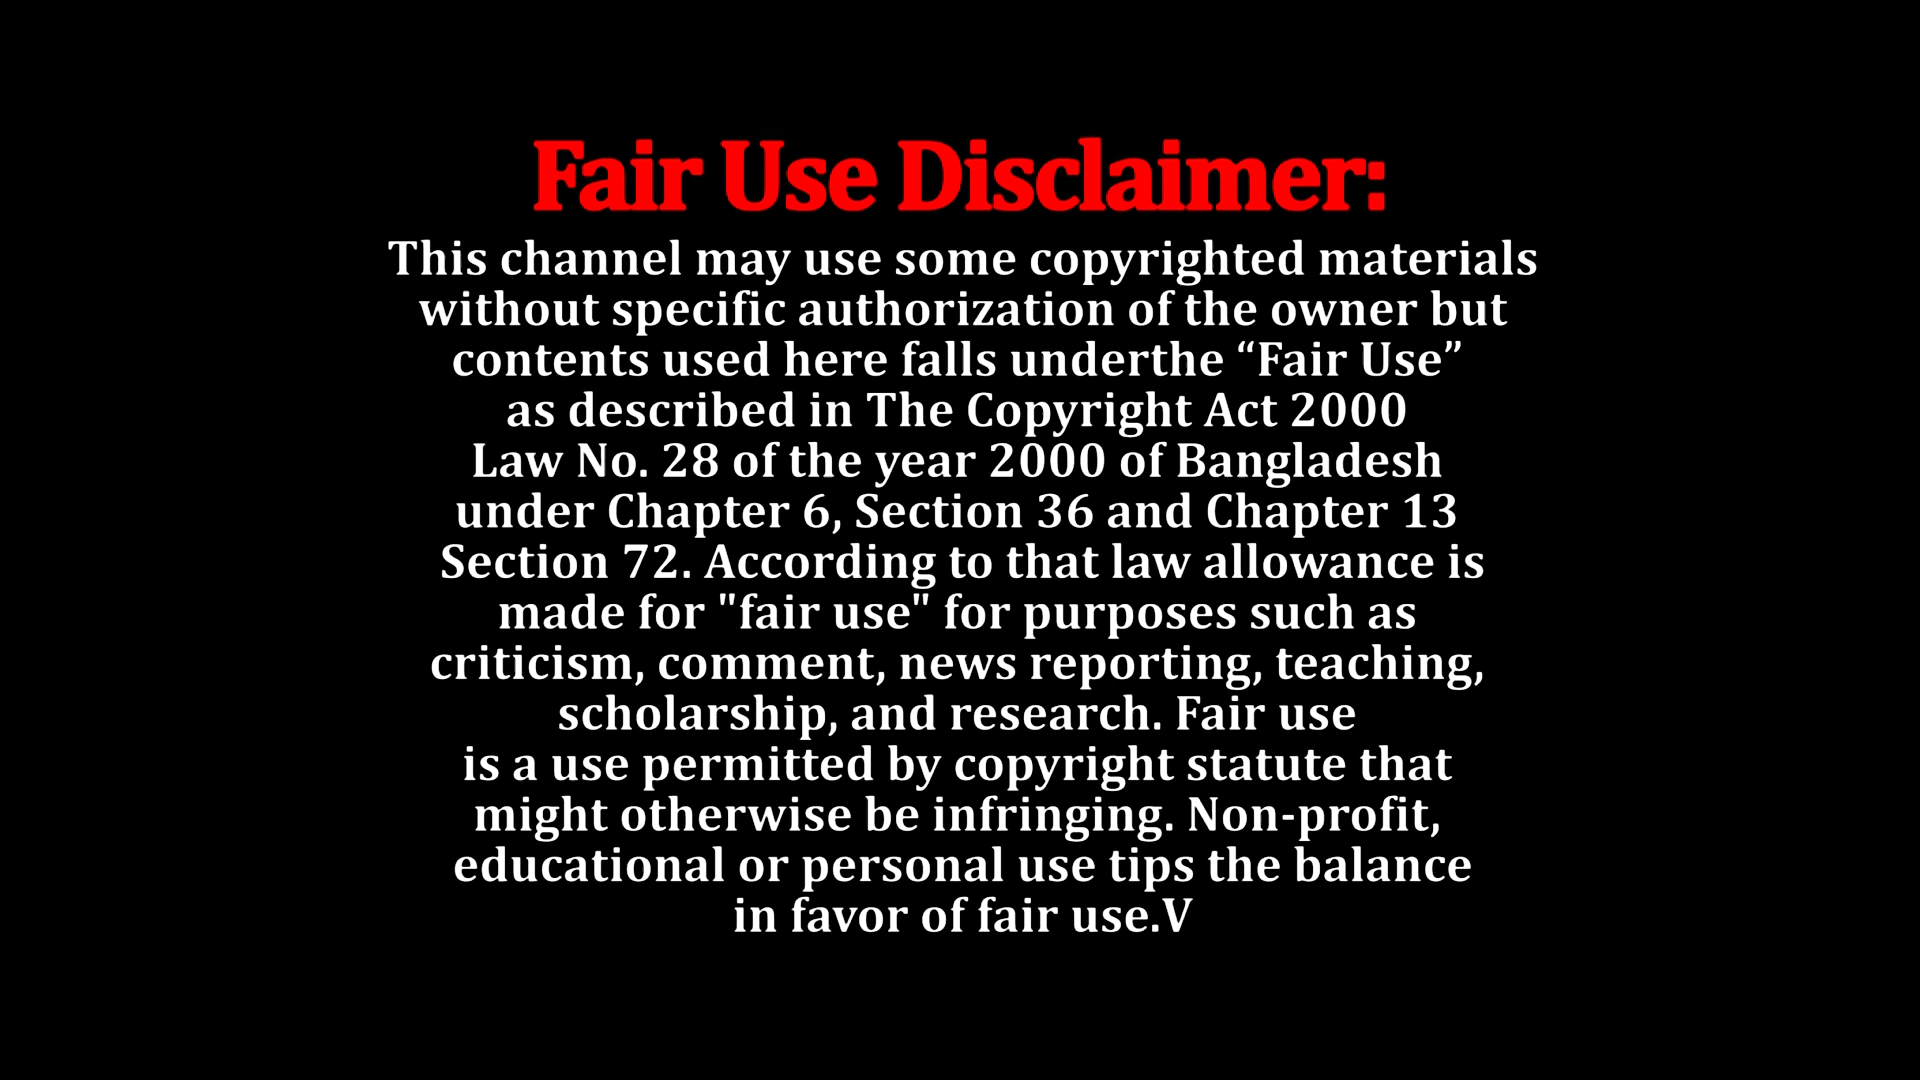 Fair Use Disclaimer:
This channel may use some copyrighted materials
without specific authorization of the owner but
contents used here falls underthe “Fair Use”
as described in The Copyright Act 2000
Law No. 28 of the year 2000 of Bangladesh
under Chapter 6, Section 36 and Chapter 13
Section 72. According to that law allowance is
made for "fair use" for purposes such as
criticism, comment, news reporting, teaching,
scholarship, and research. Fair use
is a use permitted by copyright statute that
might otherwise be infringing. Non-profit,
educational or personal use tips the balance
in favor of fair use.V